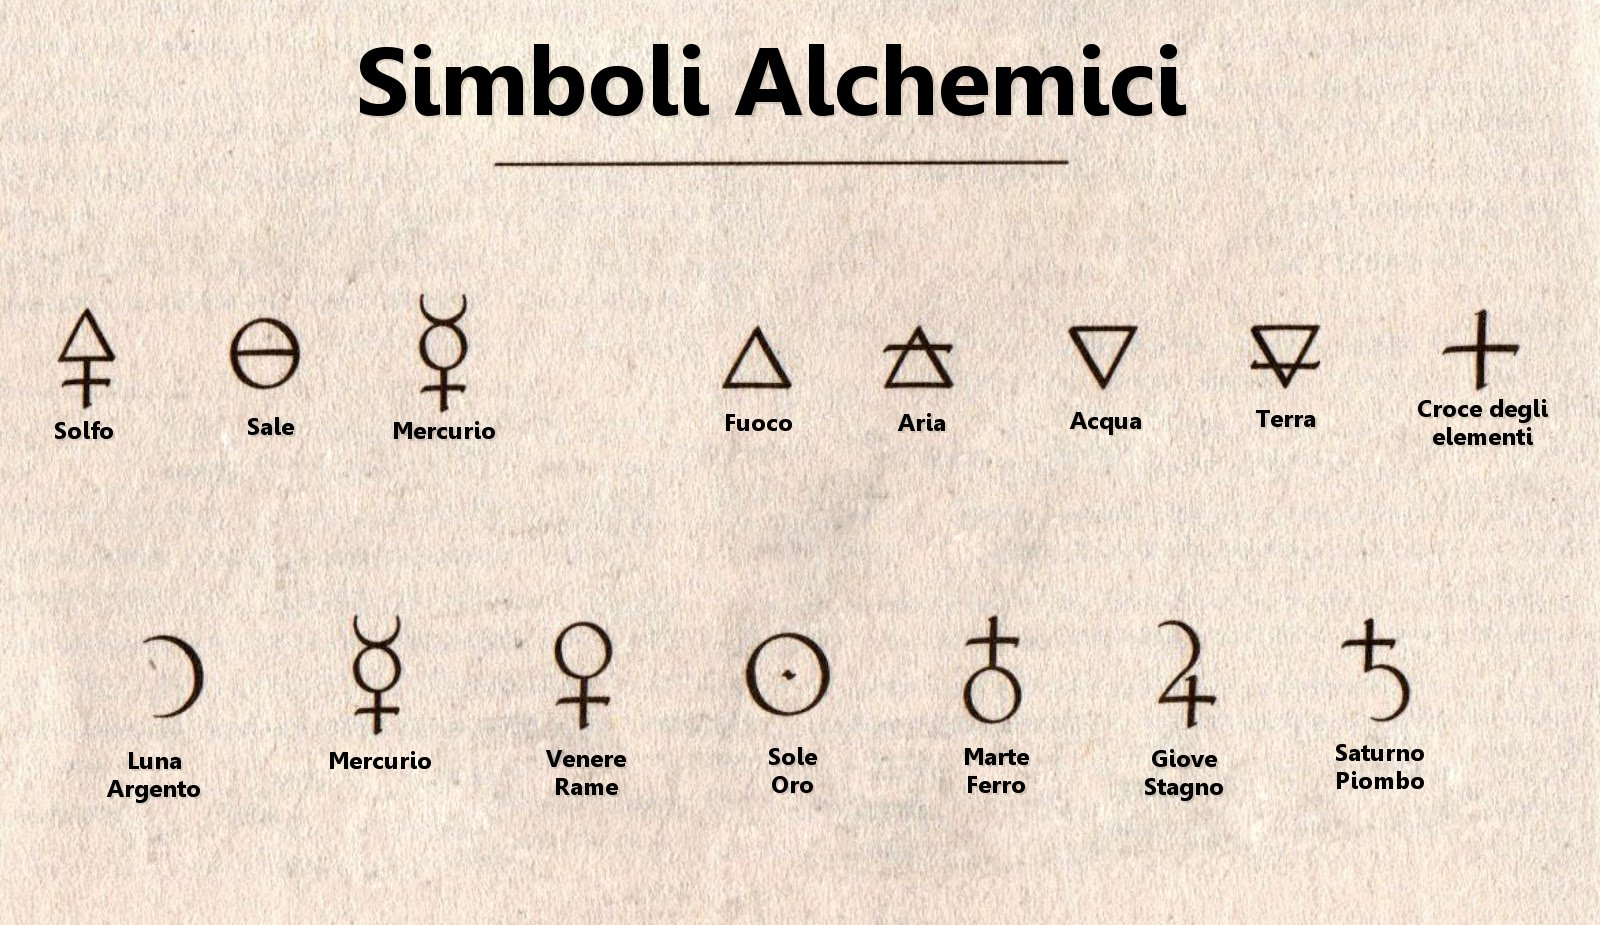 Simboli Alchemici
Solfo
Sale
Mercurio
Fuoco
Aria
Acqua
Terra
Croce degli
elementi
Luna
Argento
Mercurio
Venere
Rame
Sole
Oro
Marte
Ferro
Giove
Stagno
Saturno
Piombo